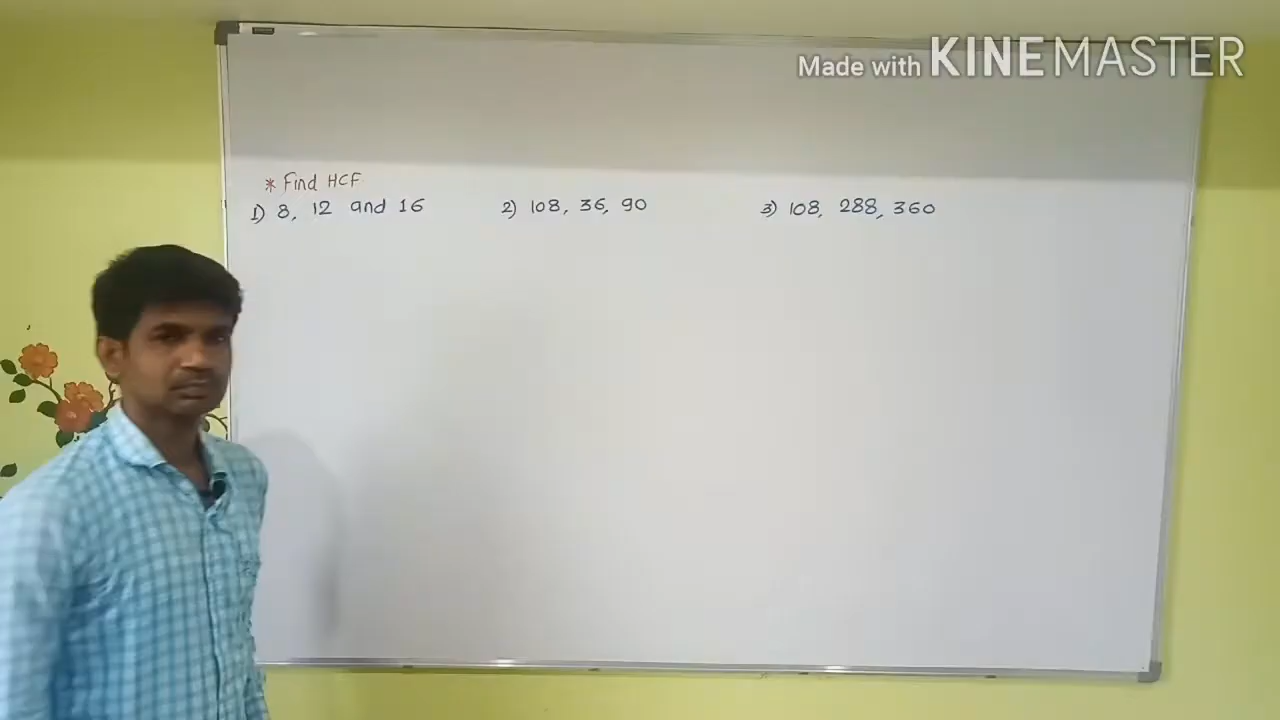 Made with KINEMASTER
* Find HCF
1) 8, 12 and 16 2) 108, 36, 90 3) 108, 288, 360